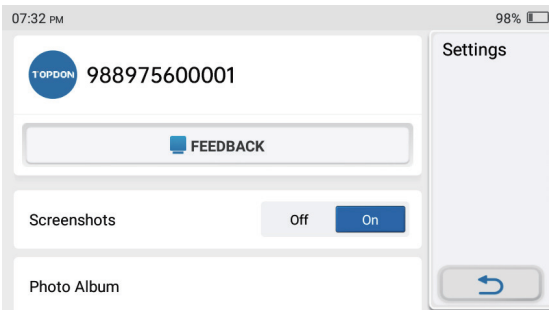 07:32 PM
98%
TOPDON
988975600001
FEEDBACK
Screenshots
Off
On
Photo Album
Settings